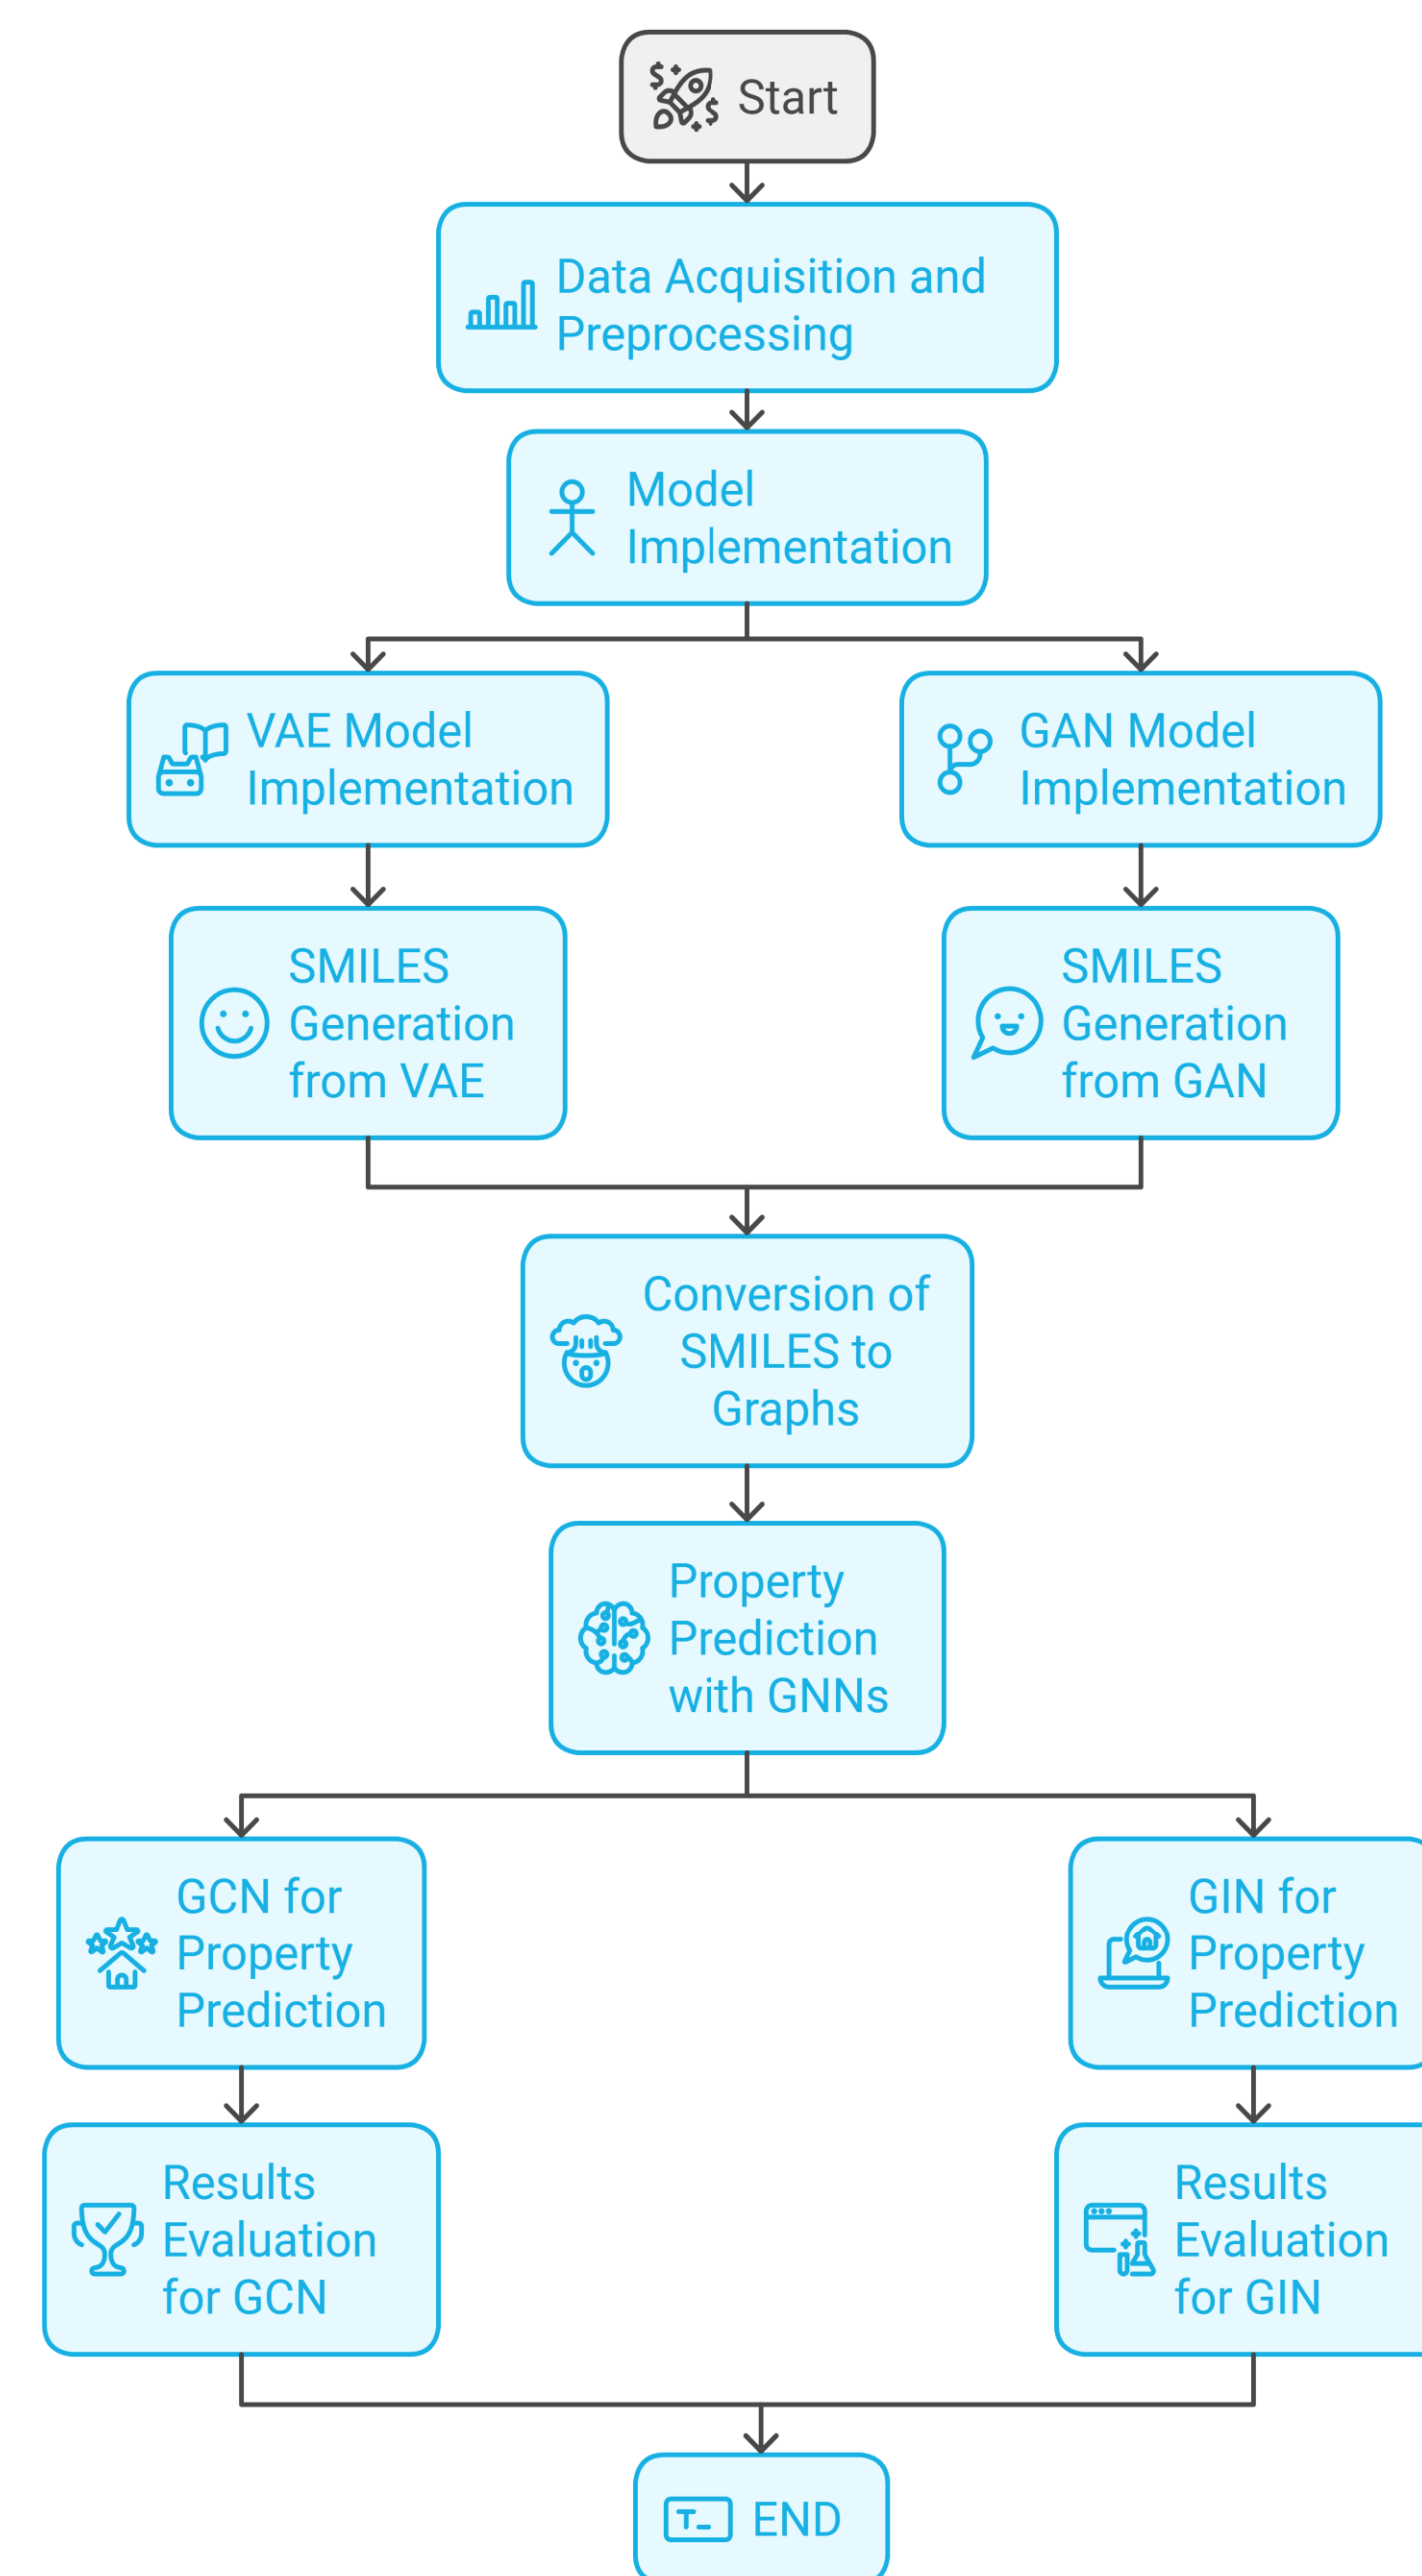 Start
Data Acquisition and
Preprocessing
Model
Implementation
VAE Model
Implementation
GAN Model
Implementation
SMILES
Generation
from VAE
SMILES
Generation
from GAN
Conversion of
SMILES to
Graphs
Property
Prediction
with GNNs
GCN for
Property
Prediction
GIN for
Property
Prediction
Results
Evaluation
for GCN
Results
Evaluation
for GIN
END